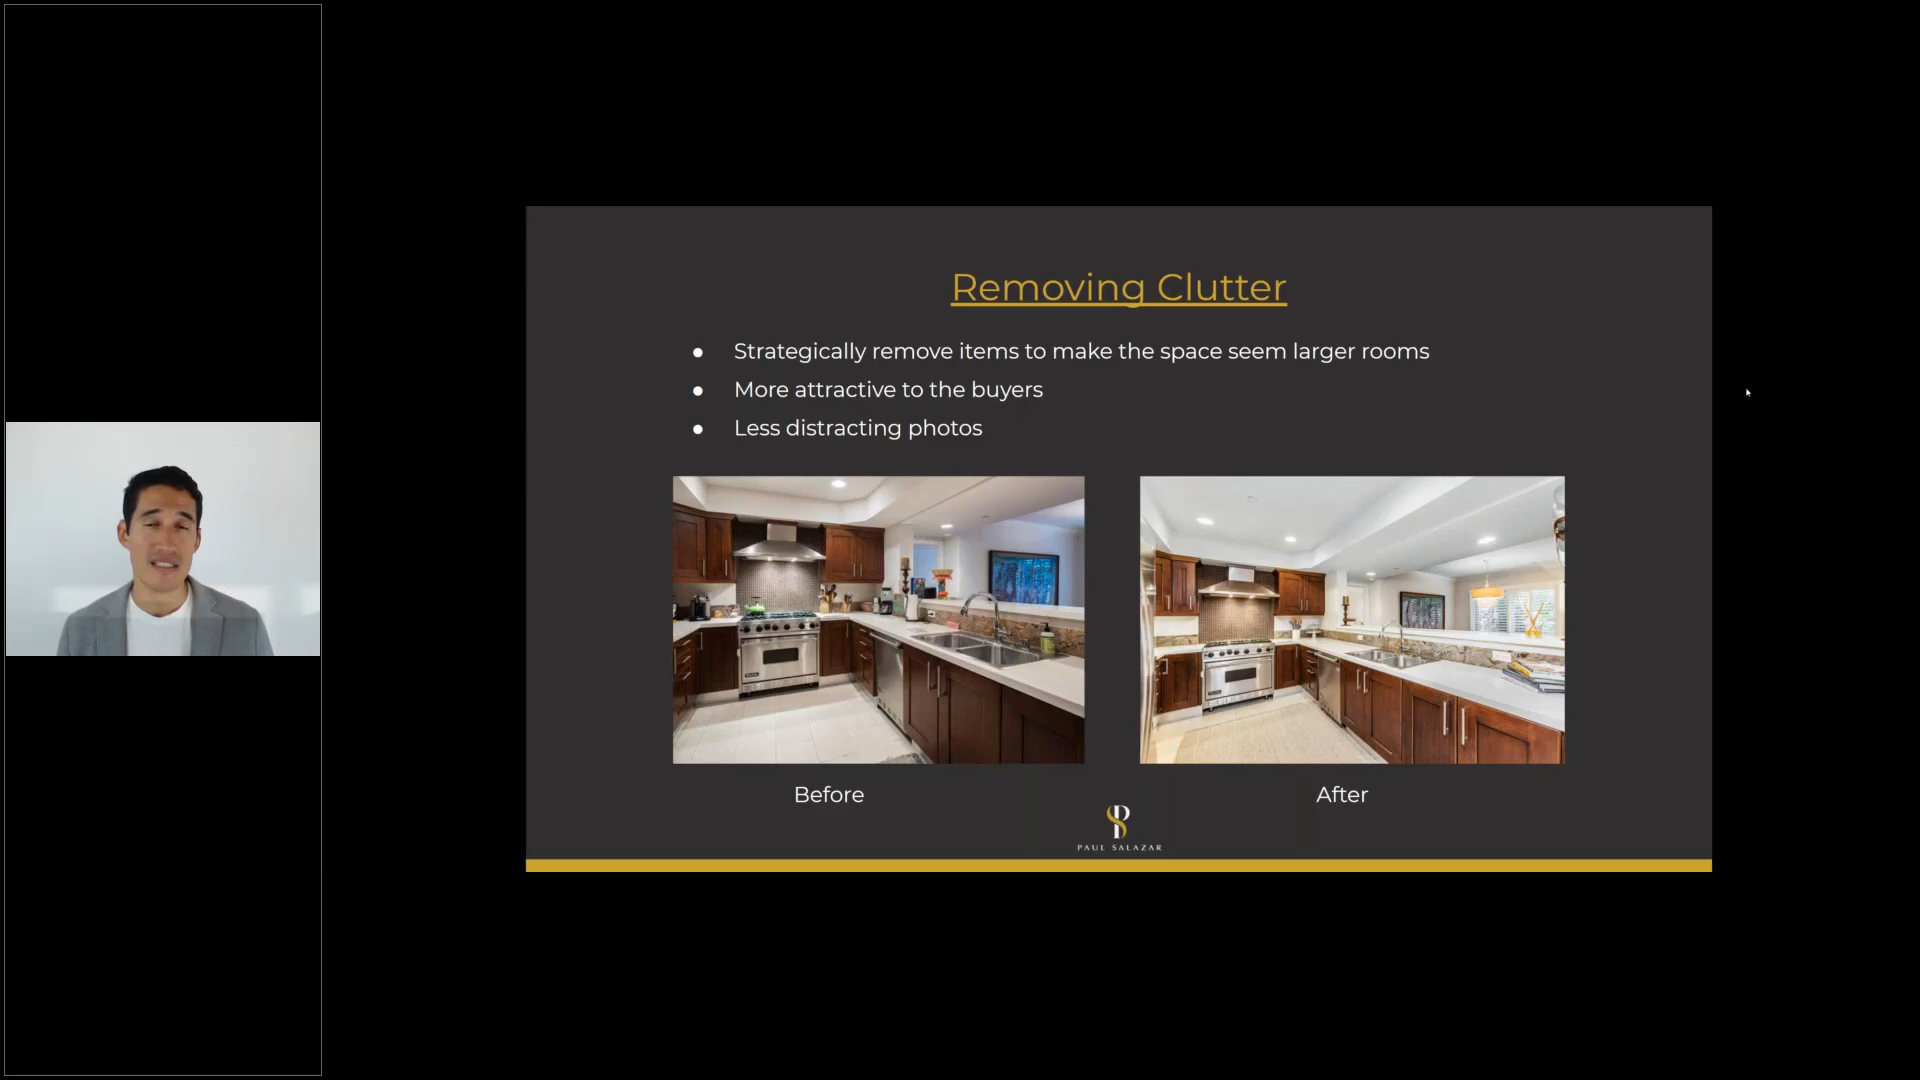 Removing Clutter
● Strategically remove items to make the space seem larger rooms
● More attractive to the buyers
● Less distracting photos
Before
After
PAUL SALAZAR